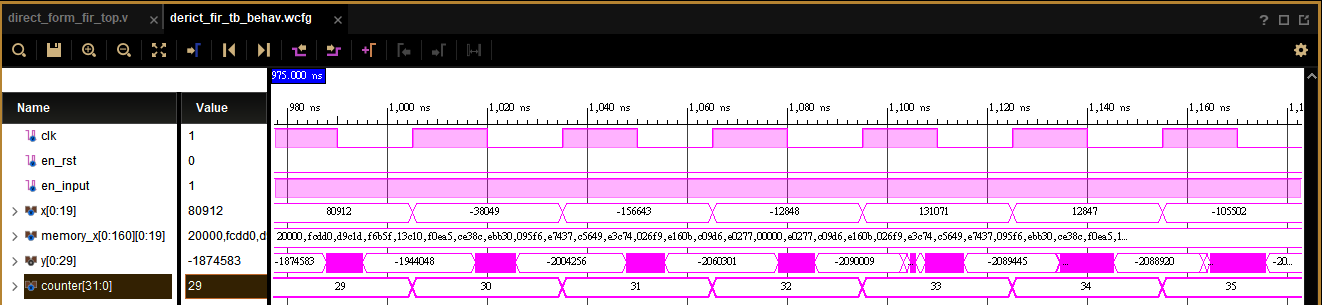 direct_form_fir_top.v × derict_fir_tb_behav.wcfg × ?
975.000 ns
980 ns 1,000 ns 1,020 ns 1,040 ns 1,060 ns 1,080 ns 1,100 ns 1,120 ns 1,140 ns 1,160 ns 1,1
Name Value
clk 1
en_rst 0
en_input 1
x[0:19] 80912 80912 -38049 -156643 -12848 131071 12847 -105502
memory_x[0:160][0:19] 20000,fcdd0,d 20000,fcdd0,d9c1d,f6b5f,13c10,f0ea5,ce38c,ebb30,095f6,e7437,c5649,e3c74,026f9,e160b,c09d6,e0277,00000,e0277,c09d6,e160b,026f9,e3c74,c5649,e7437,095f6,ebb30,ce38c,f0ea5,1...
y[0:29] -1874583 -1874583 -1944048 -2004256 -2060301 -2090009 ... -2089445 ... -2088920 ... -20...
counter[31:0] 29 29 30 31 32 33 34 35